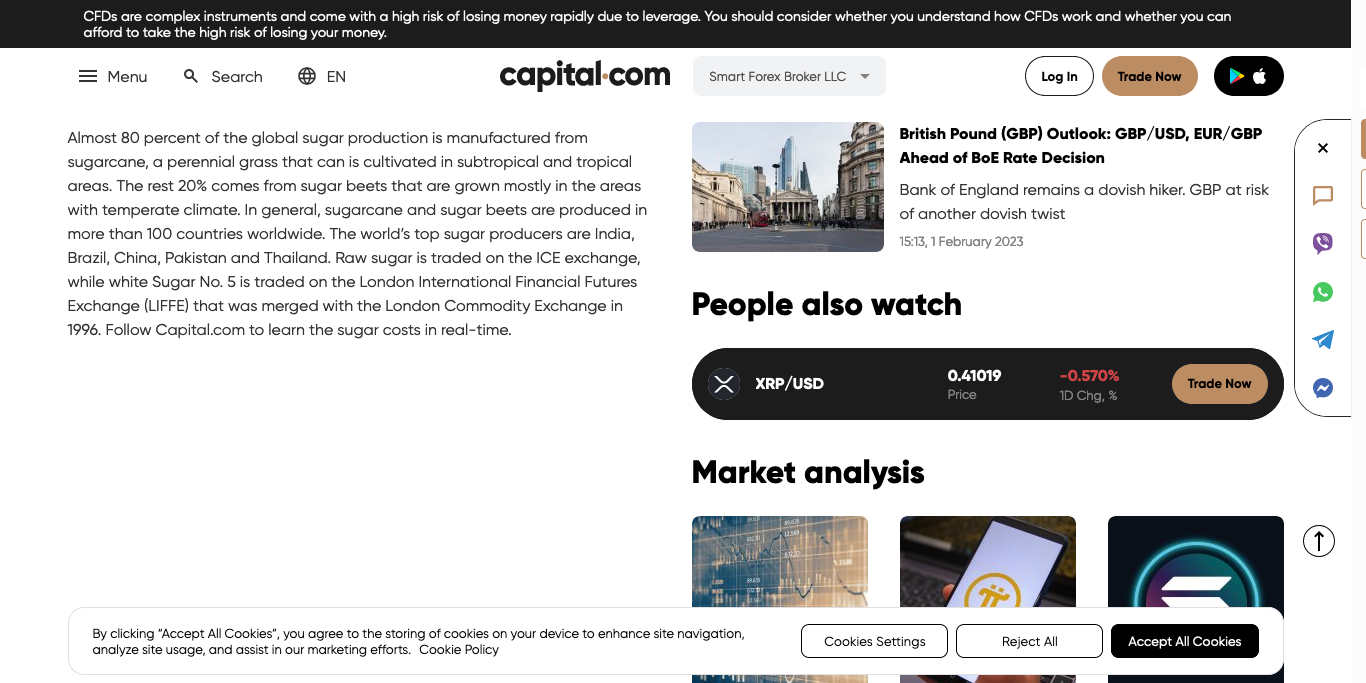 CFDs are complex instruments and come with a high risk of losing money rapidly due to leverage. You should consider whether you understand how CFDs work and whether you can
afford to take the high risk of losing your money.
Menu
Search
EN
capital.com
Smart Forex Broker LLC
Log In
Trade Now
Almost 80 percent of the global sugar production is manufactured from
sugarcane, a perennial grass that can is cultivated in subtropical and tropical
areas. The rest 20% comes from sugar beets that are grown mostly in the areas
with temperate climate. In general, sugarcane and sugar beets are produced in
more than 100 countries worldwide. The world’s top sugar producers are India,
Brazil, China, Pakistan and Thailand. Raw sugar is traded on the ICE exchange,
while white Sugar No. 5 is traded on the London International Financial Futures
Exchange (LIFFE) that was merged with the London Commodity Exchange in
1996. Follow Capital.com to learn the sugar costs in real-time.
British Pound (GBP) Outlook: GBP/USD, EUR/GBP
Ahead of BoE Rate Decision
Bank of England remains a dovish hiker. GBP at risk
of another dovish twist
15:13, 1 February 2023
People also watch
XRP/USD
0.41019
Price
-0.570%
1D Chg, %
Trade Now
Market analysis
By clicking “Accept All Cookies”, you agree to the storing of cookies on your device to enhance site navigation,
analyze site usage, and assist in our marketing efforts. Cookie Policy
Cookies Settings
Reject All
Accept All Cookies